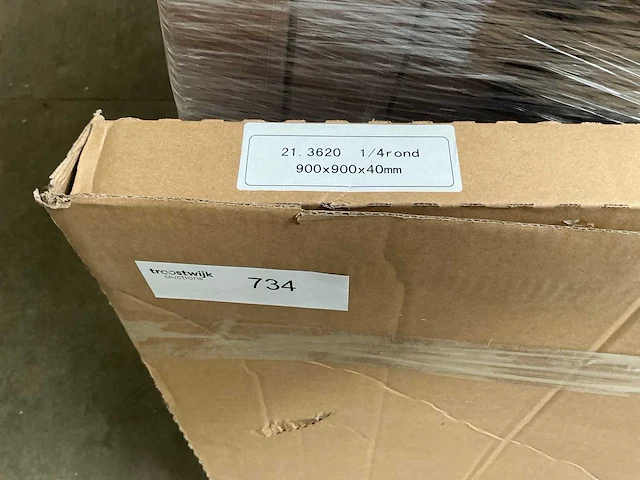 21.3620 1/4rond
900x900x40mm
troostwijk
auctions
734